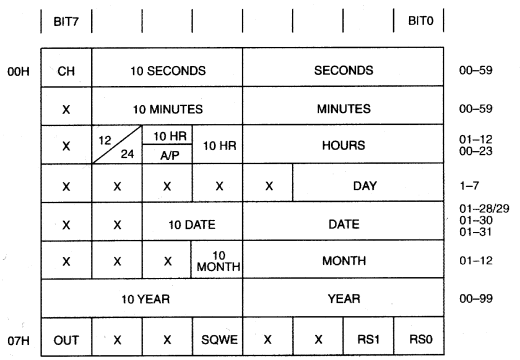 BIT7 BIT0
00H CH 10 SECONDS SECONDS 00–59
X 10 MINUTES MINUTES 00–59
X 12/24 10 HR A/P 10 HR HOURS 01–12 00–23
X X X X X DAY 1–7
X X 10 DATE DATE 01–28/29 01–30 01–31
X X X 10 MONTH MONTH 01–12
10 YEAR YEAR 00–99
07H OUT X X SQWE X X RS1 RS0